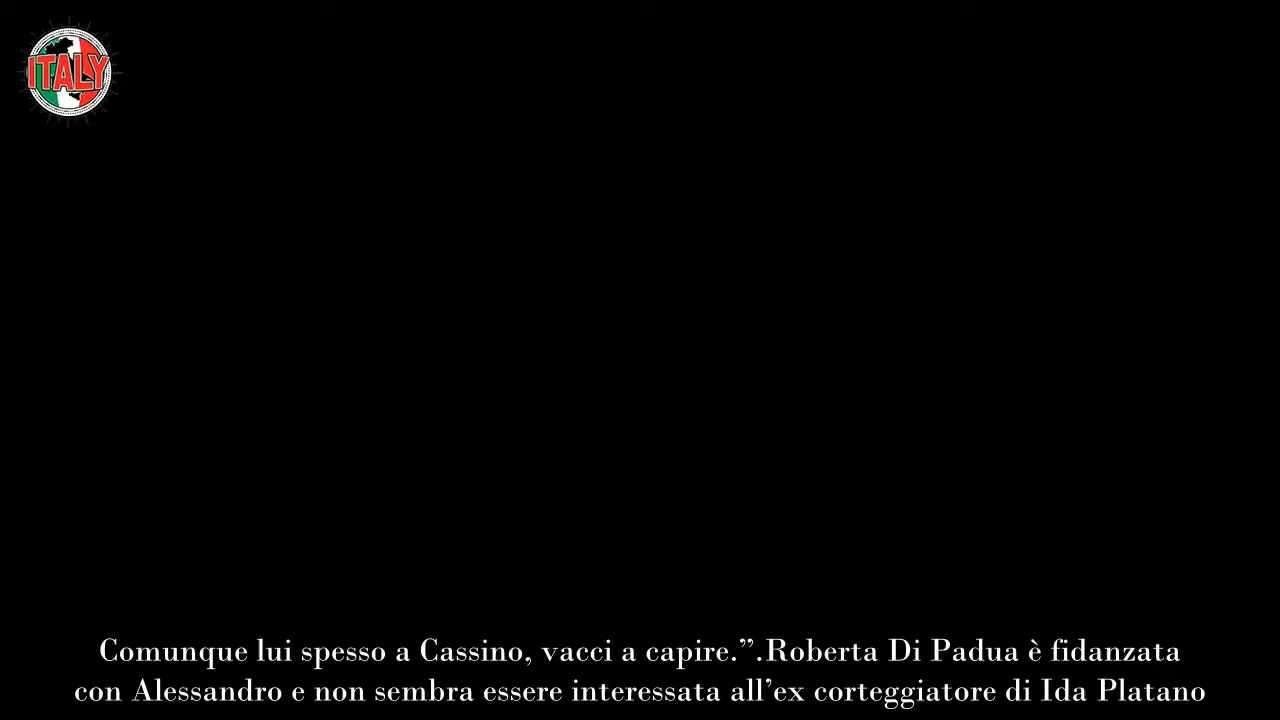 ITALY
Comunque lui spesso a Cassino, vacci a capire.”.Roberta Di Padua è fidanzata
con Alessandro e non sembra essere interessata all’ex corteggiatore di Ida Platano